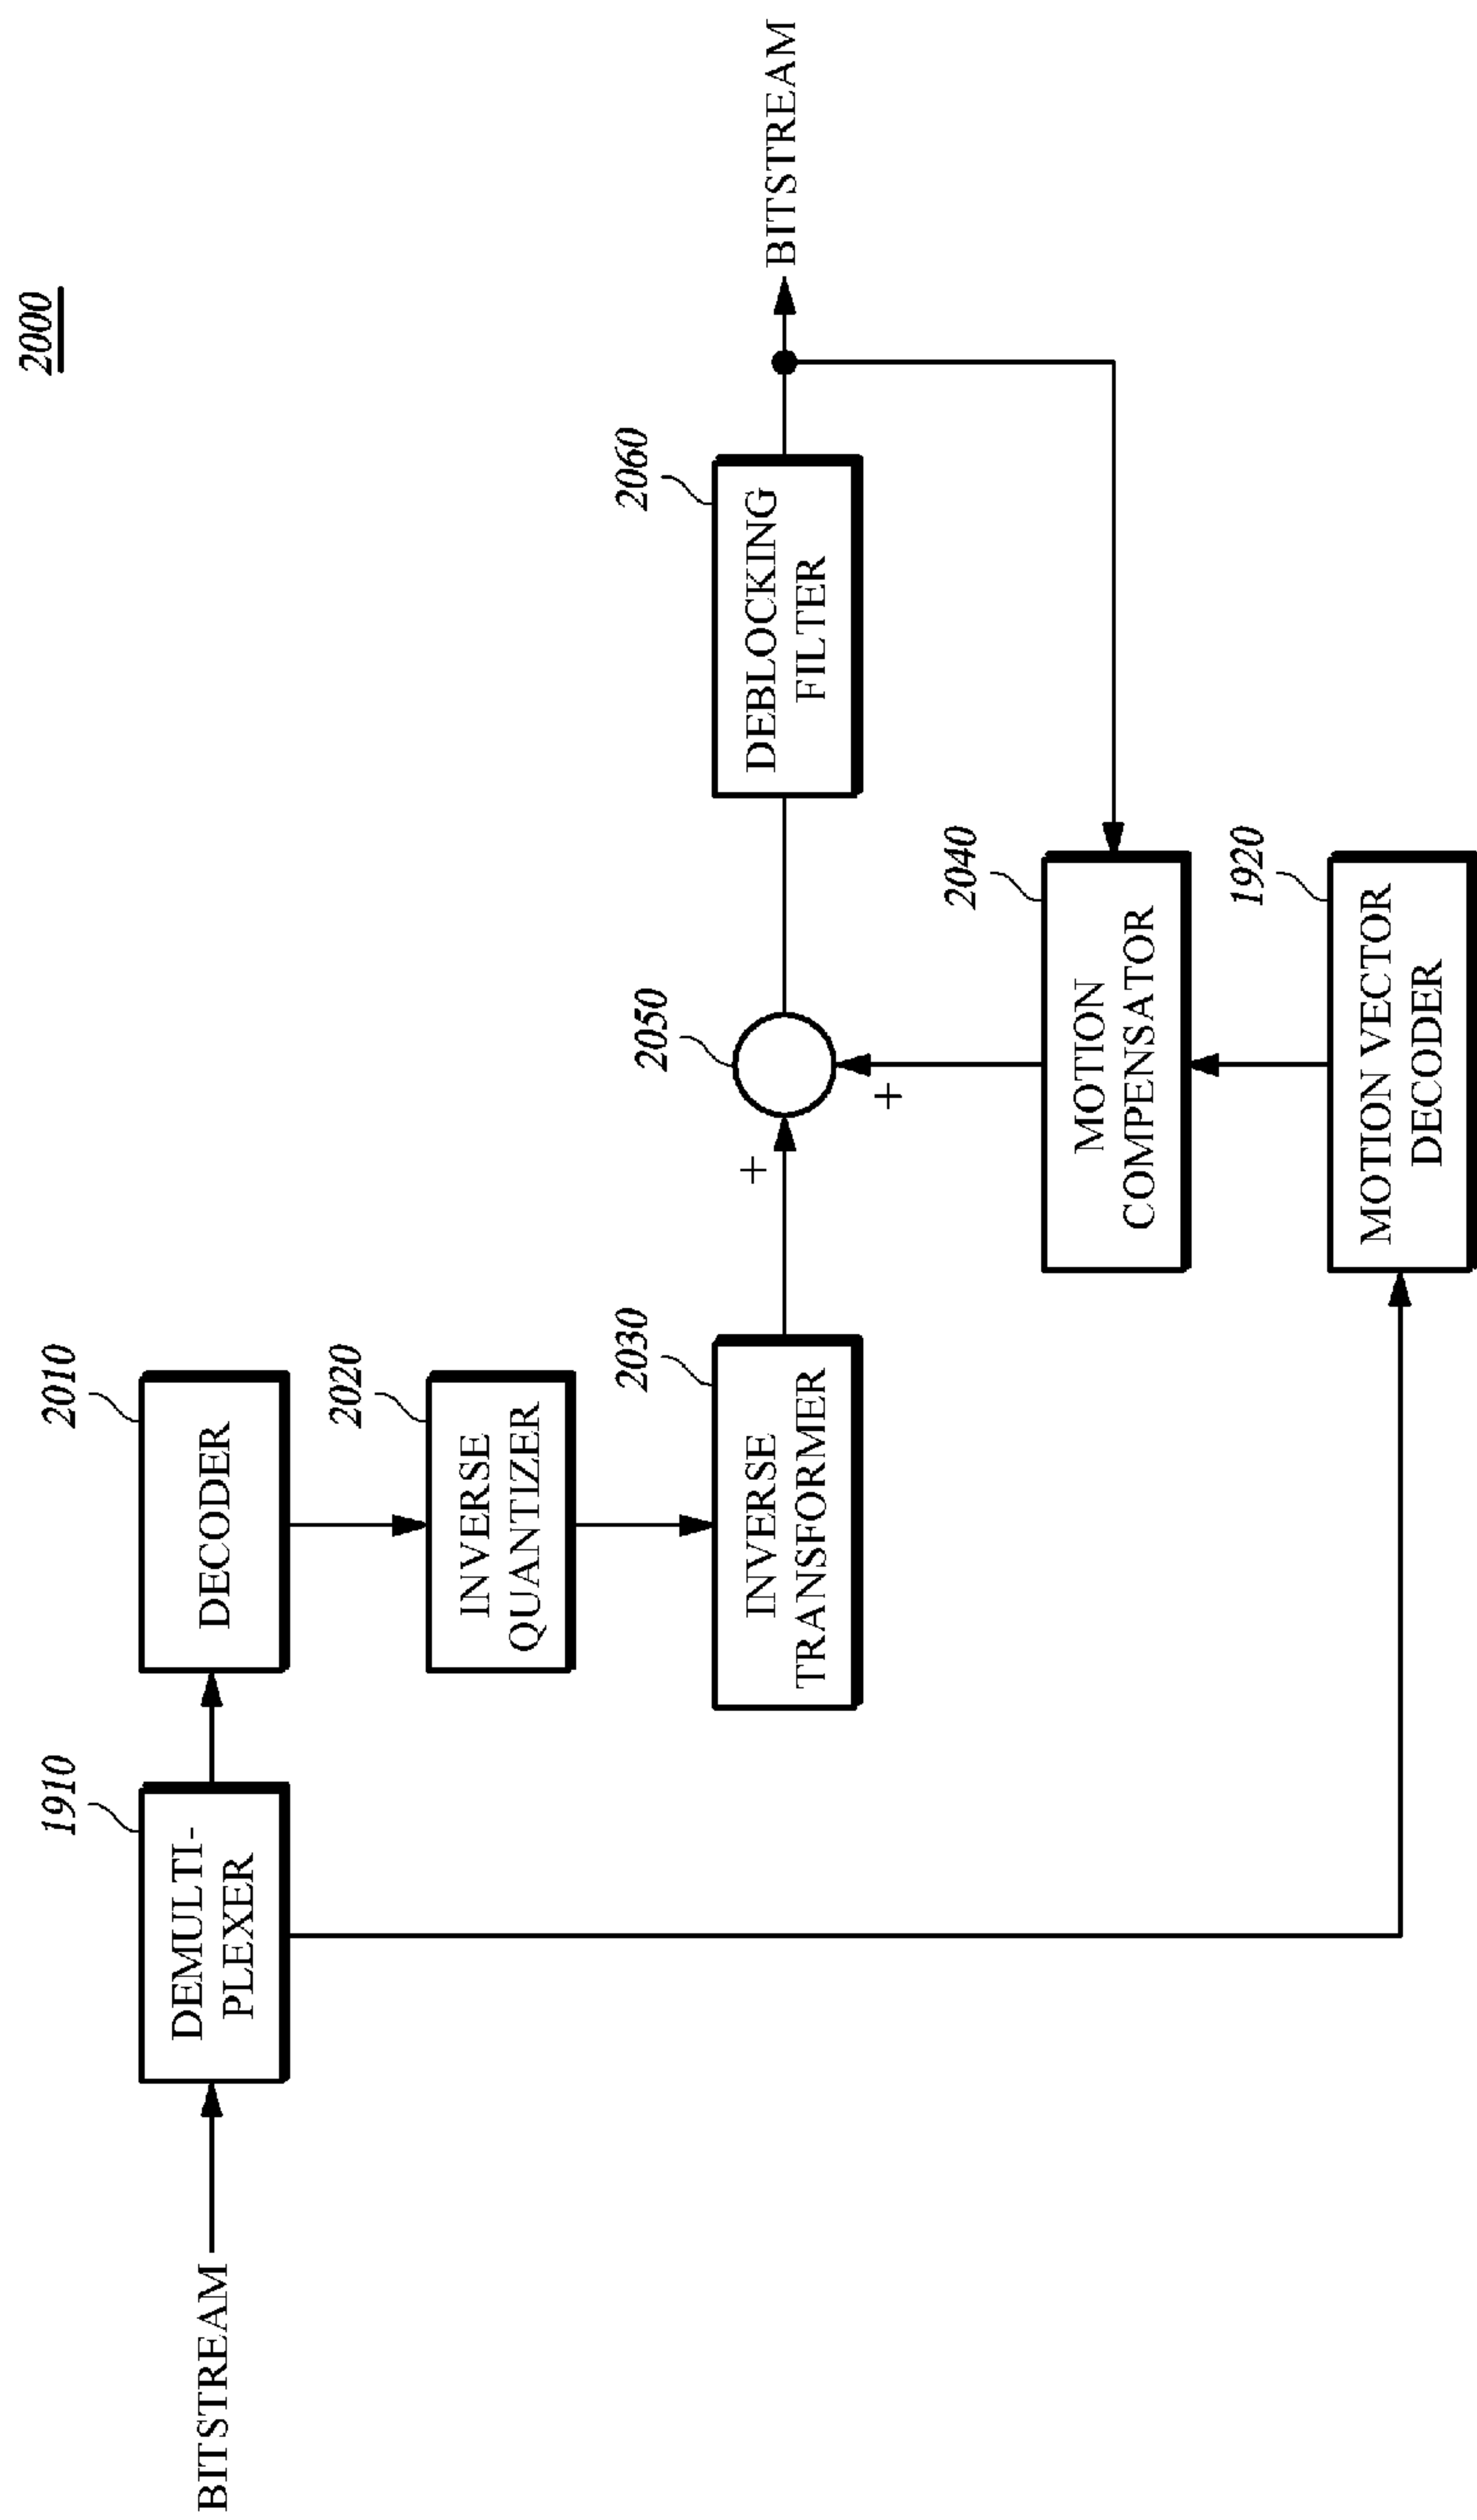 2000
BITSTREAM
1910
DEMULTI-
PLEXER
2010
DECODER
2020
INVERSE
QUANTIZER
2030
INVERSE
TRANSFORMER
+
2050
+
2060
DEBLOCKING
FILTER
BITSTREAM
2040
MOTION
COMPENSATOR
1920
MOTION VECTOR
DECODER